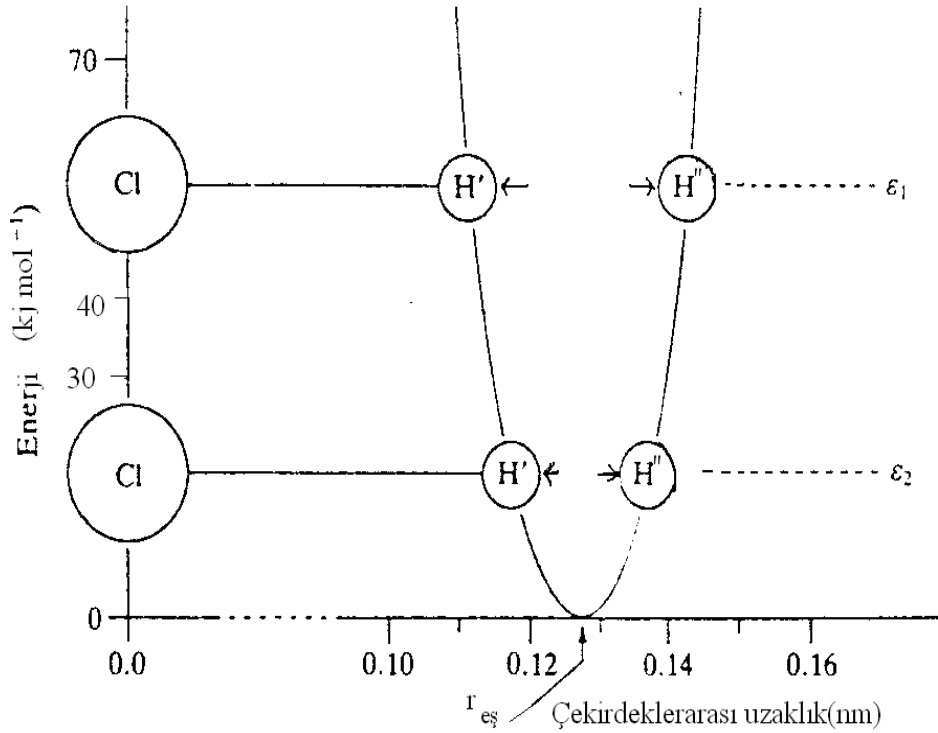 70
Cl
H'
H"
ε1
Enerji (kj mol −1)
40
30
Cl
H'
H"
ε2
0
0.0
0.10
0.12
0.14
0.16
r eş
Çekirdeklerarası uzaklık(nm)